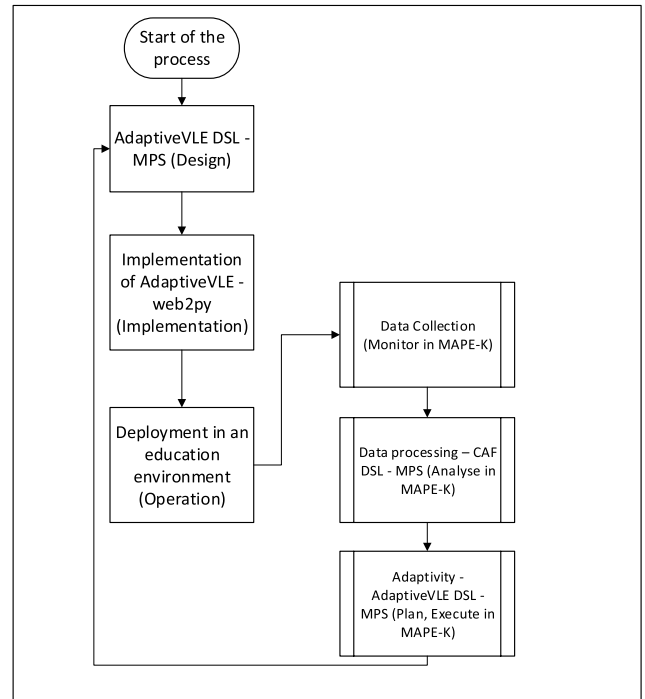 Start of the
process
AdaptiveVLE DSL -
MPS (Design)
Implementation
of AdaptiveVLE -
web2py
(Implementation)
Deployment in an
education
environment
(Operation)
Data Collection
(Monitor in MAPE-K)
Data processing – CAF
DSL - MPS (Analyse in
MAPE-K)
Adaptivity -
AdaptiveVLE DSL -
MPS (Plan, Execute in
MAPE-K)